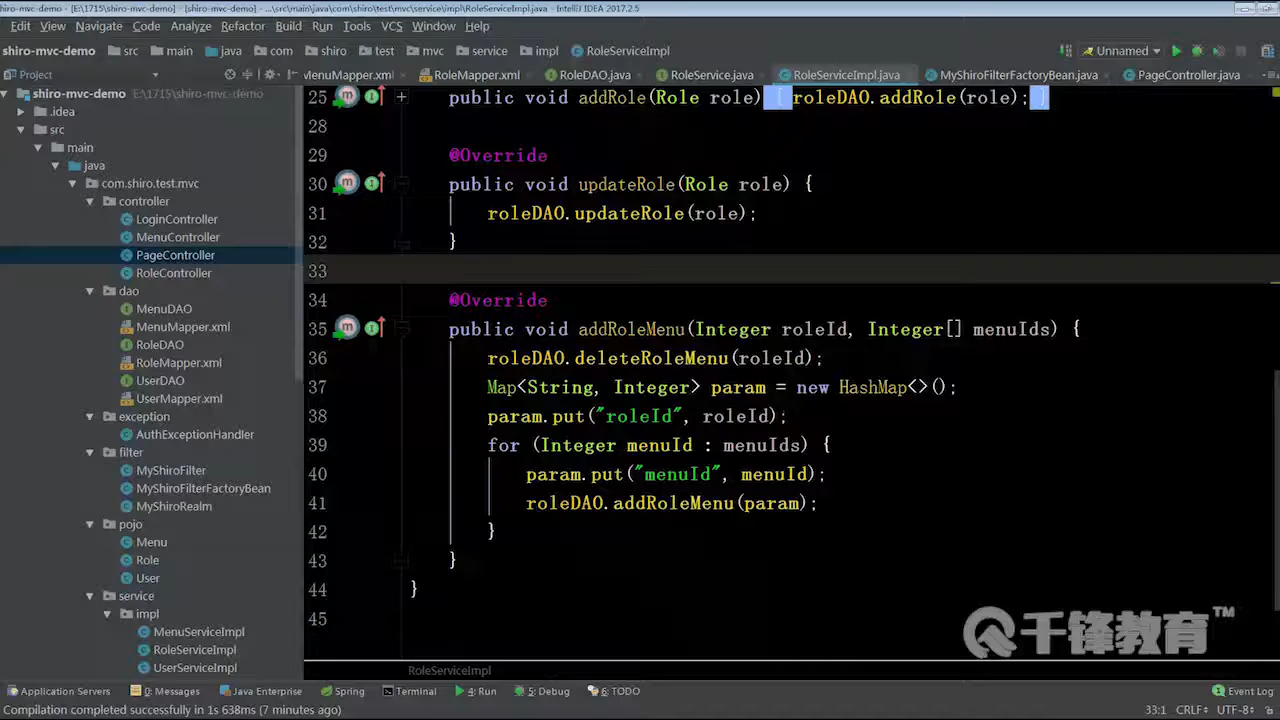 shiro-mvc-demo - [E:\1715\shiro-mvc-demo] - [shiro-mvc-demo] - ...\src\main\java\com\shiro\test\mvc\service\impl\RoleServiceImpl.java - IntelliJ IDEA 2017.2.5
Edit View Navigate Code Analyze Refactor Build Run Tools VCS Window Help
shiro-mvc-demo src main java com shiro test mvc service impl RoleServiceImpl Unnamed
Project MenuMapper.xml RoleMapper.xml RoleDAO.java RoleService.java RoleServiceImpl.java MyShiroFilterFactoryBean.java PageController.java
shiro-mvc-demo E:\1715\shiro-mvc-demo
.idea
src
main
java
com.shiro.test.mvc
controller
LoginController
MenuController
PageController
RoleController
dao
MenuDAO
MenuMapper.xml
RoleDAO
RoleMapper.xml
UserDAO
UserMapper.xml
exception
AuthExceptionHandler
filter
MyShiroFilter
MyShiroFilterFactoryBean
MyShiroRealm
pojo
Menu
Role
User
service
impl
MenuServiceImpl
RoleServiceImpl
UserServiceImpl
25 public void addRole(Role role) { roleDAO.addRole(role); }
28
29 @Override
30 public void updateRole(Role role) {
31 roleDAO.updateRole(role);
32 }
33
34 @Override
35 public void addRoleMenu(Integer roleId, Integer[] menuIds) {
36 roleDAO.deleteRoleMenu(roleId);
37 Map<String, Integer> param = new HashMap<>();
38 param.put("roleId", roleId);
39 for (Integer menuId : menuIds) {
40 param.put("menuId", menuId);
41 roleDAO.addRoleMenu(param);
42 }
43 }
44 }
45
千锋教育™
RoleServiceImpl
Application Servers 0: Messages Java Enterprise Spring Terminal 4: Run 5: Debug 6: TODO Event Log
Compilation completed successfully in 1s 638ms (7 minutes ago) 33:1 CRLF UTF-8